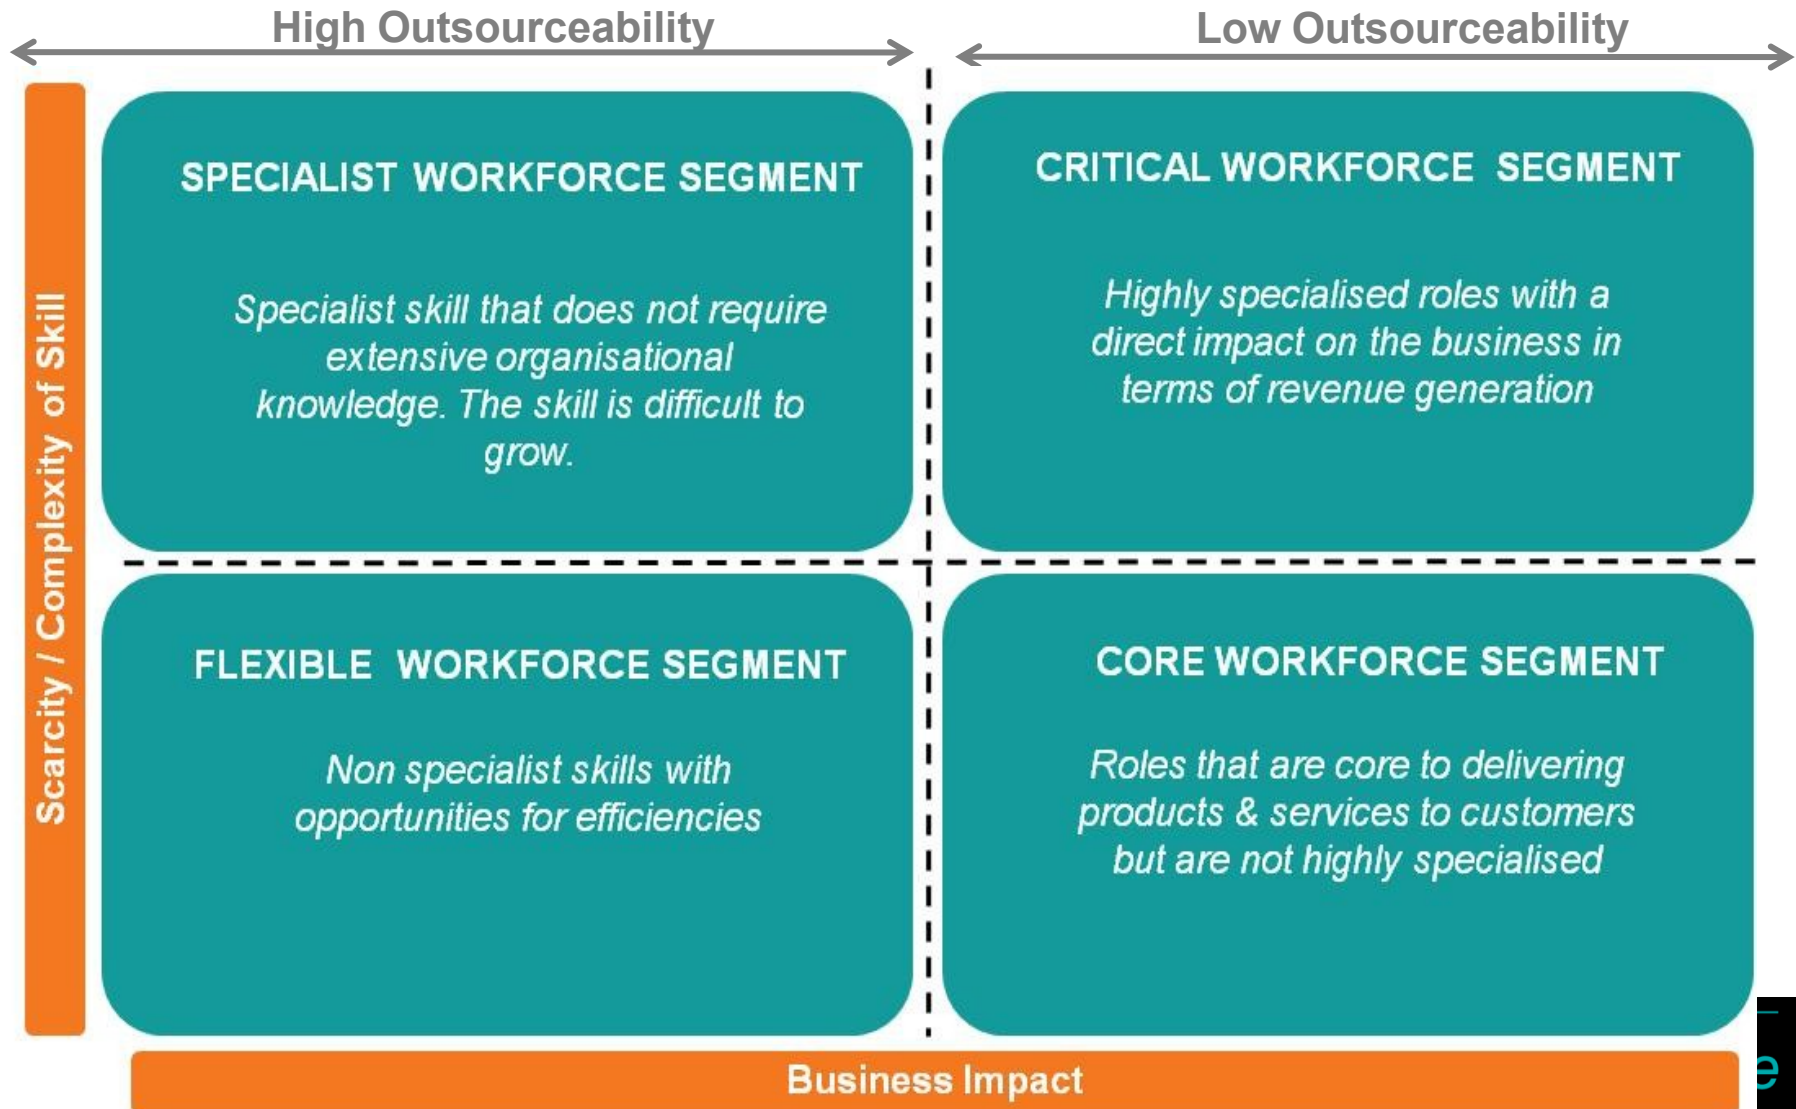 High Outsourceability
Low Outsourceability
Scarcity / Complexity of Skill
SPECIALIST WORKFORCE SEGMENT
Specialist skill that does not require
extensive organisational
knowledge. The skill is difficult to
grow.
CRITICAL WORKFORCE SEGMENT
Highly specialised roles with a
direct impact on the business in
terms of revenue generation
FLEXIBLE WORKFORCE SEGMENT
Non specialist skills with
opportunities for efficiencies
CORE WORKFORCE SEGMENT
Roles that are core to delivering
products & services to customers
but are not highly specialised
Business Impact
e